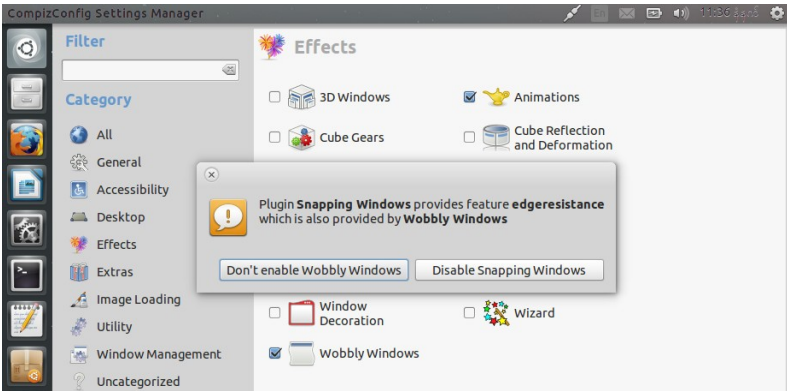 CompizConfig Settings Manager
En
11:36
Filter
Category
All
General
Accessibility
Desktop
Effects
Extras
Image Loading
Utility
Window Management
Uncategorized
Effects
3D Windows
Animations
Cube Gears
Cube Reflection
and Deformation
Plugin Snapping Windows provides feature edgeresistance
which is also provided by Wobbly Windows
Don't enable Wobbly Windows
Disable Snapping Windows
Window
Decoration
Wizard
Wobbly Windows